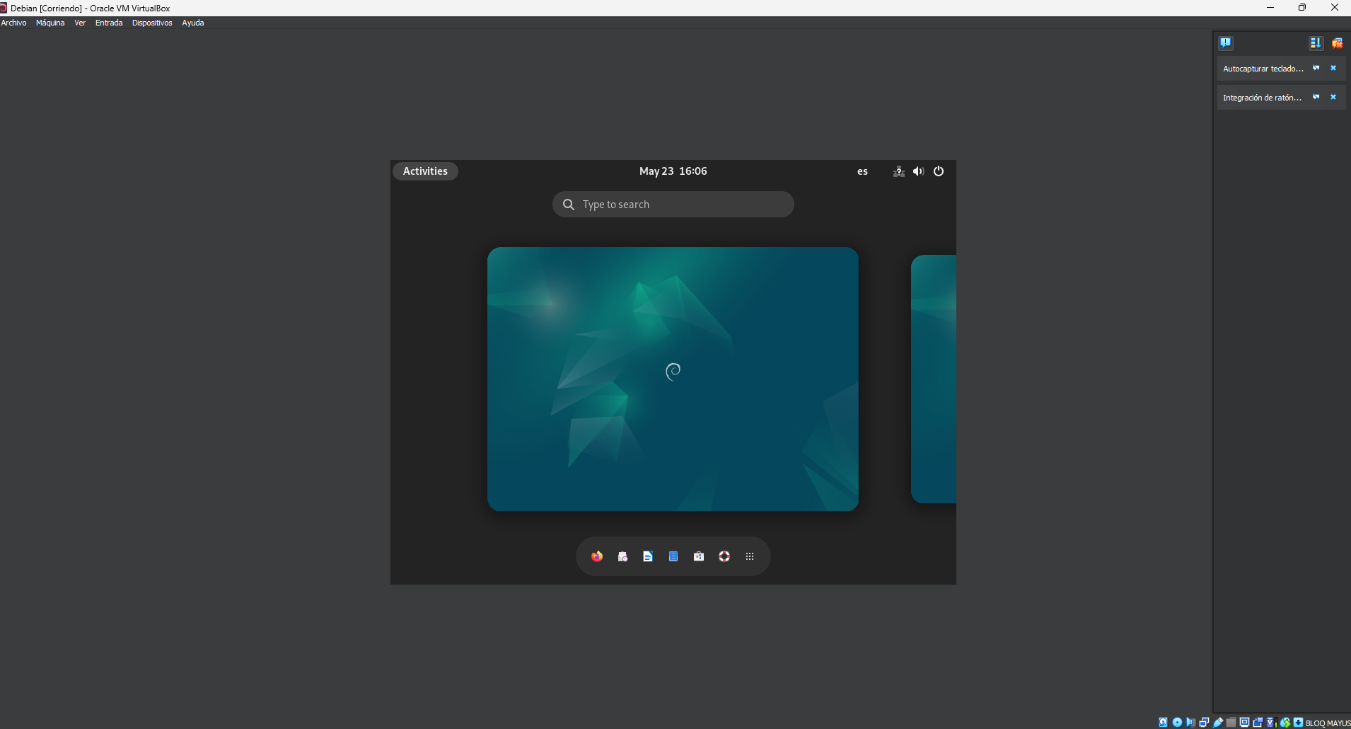 Debian [Corriendo] - Oracle VM VirtualBox
Archivo Máquina Ver Entrada Dispositivos Ayuda
Autocapturar teclado...
Integración de ratón...
Activities May 23 16:06 es
Type to search
BLOQ MAYUS